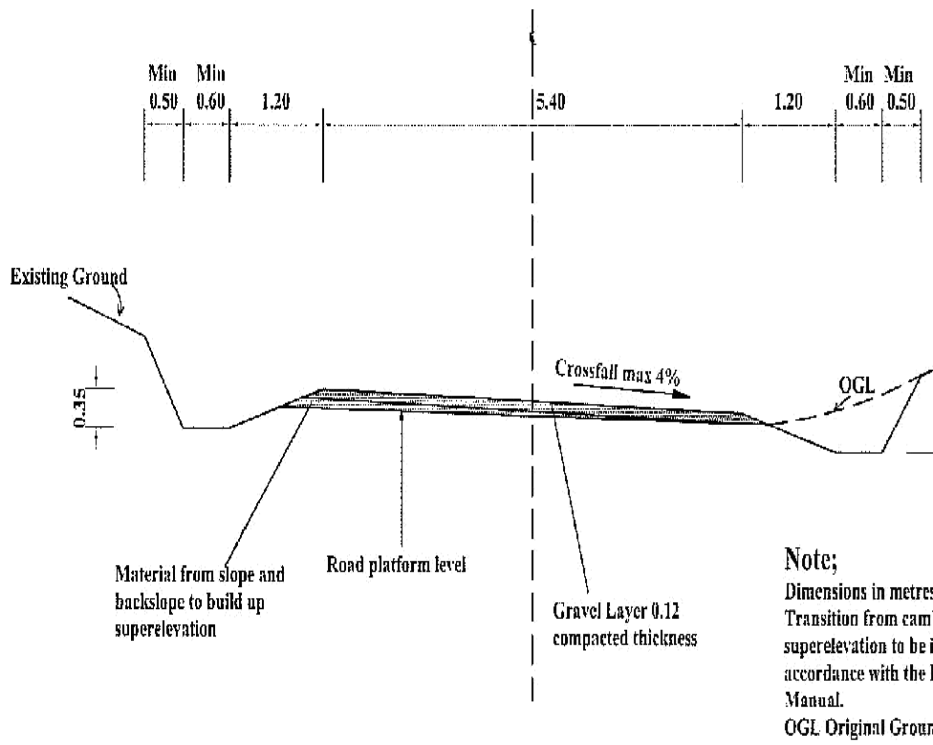 Min Min Min Min
0.50 0.60 1.20 5.40 1.20 0.60 0.50
Existing Ground
Crossfall max 4%
OGL
0.35
Material from slope and
backslope to build up
superelevation
Road platform level
Gravel Layer 0.12
compacted thickness
Note;
Dimensions in metres
Transition from cam
superelevation to be i
accordance with the
Manual.
OGL Original Groun